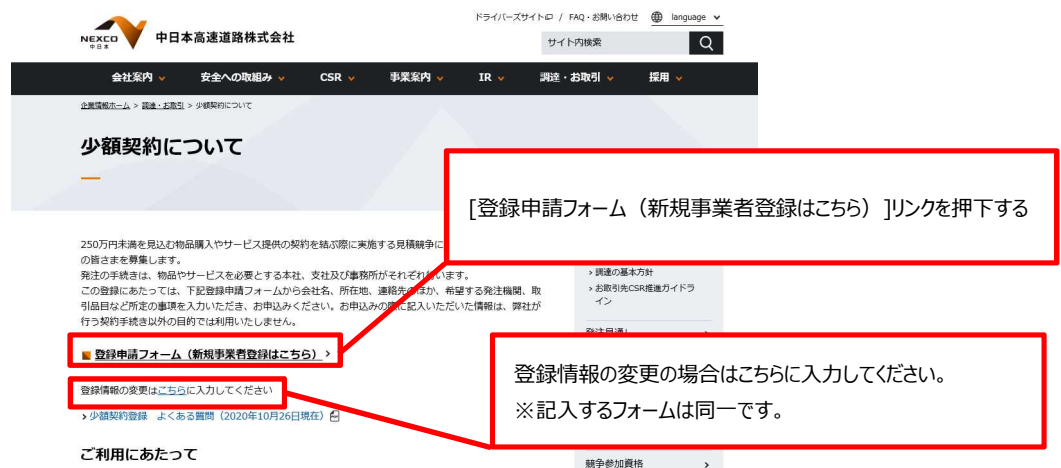 ドライバーズサイト / FAQ・お問い合わせ language
NEXCO
中日本
中日本高速道路株式会社
サイト内検索
会社案内 安全への取組み CSR 事業案内 IR 調達・お取引 採用
企業情報ホーム > 調達・お取引 > 少額契約について
少額契約について
[登録申請フォーム（新規事業者登録はこちら）]リンクを押下する
250万円未満を見込む物品購入やサービス提供の契約を結ぶ際に実施する見積競争に
の皆さまを募集します。
発注の手続きは、物品やサービスを必要とする本社、支社及び事務所がそれぞれ行います。
この登録にあたっては、下記登録申請フォームから会社名、所在地、連絡先のほか、希望する発注機関、取
引品目など所定の事項を入力いただき、お申込みください。お申込みの際に記入いただいた情報は、弊社が
行う契約手続き以外の目的では利用いたしません。
› 調達の基本方針
› お取引先CSR推進ガイドラ
イン
発注見通し ›
登録申請フォーム（新規事業者登録はこちら） ›
登録情報の変更はこちらに入力してください
› 少額契約登録 よくある質問（2020年10月26日現在）
登録情報の変更の場合はこちらに入力してください。
※記入するフォームは同一です。
ご利用にあたって
競争参加資格 ›